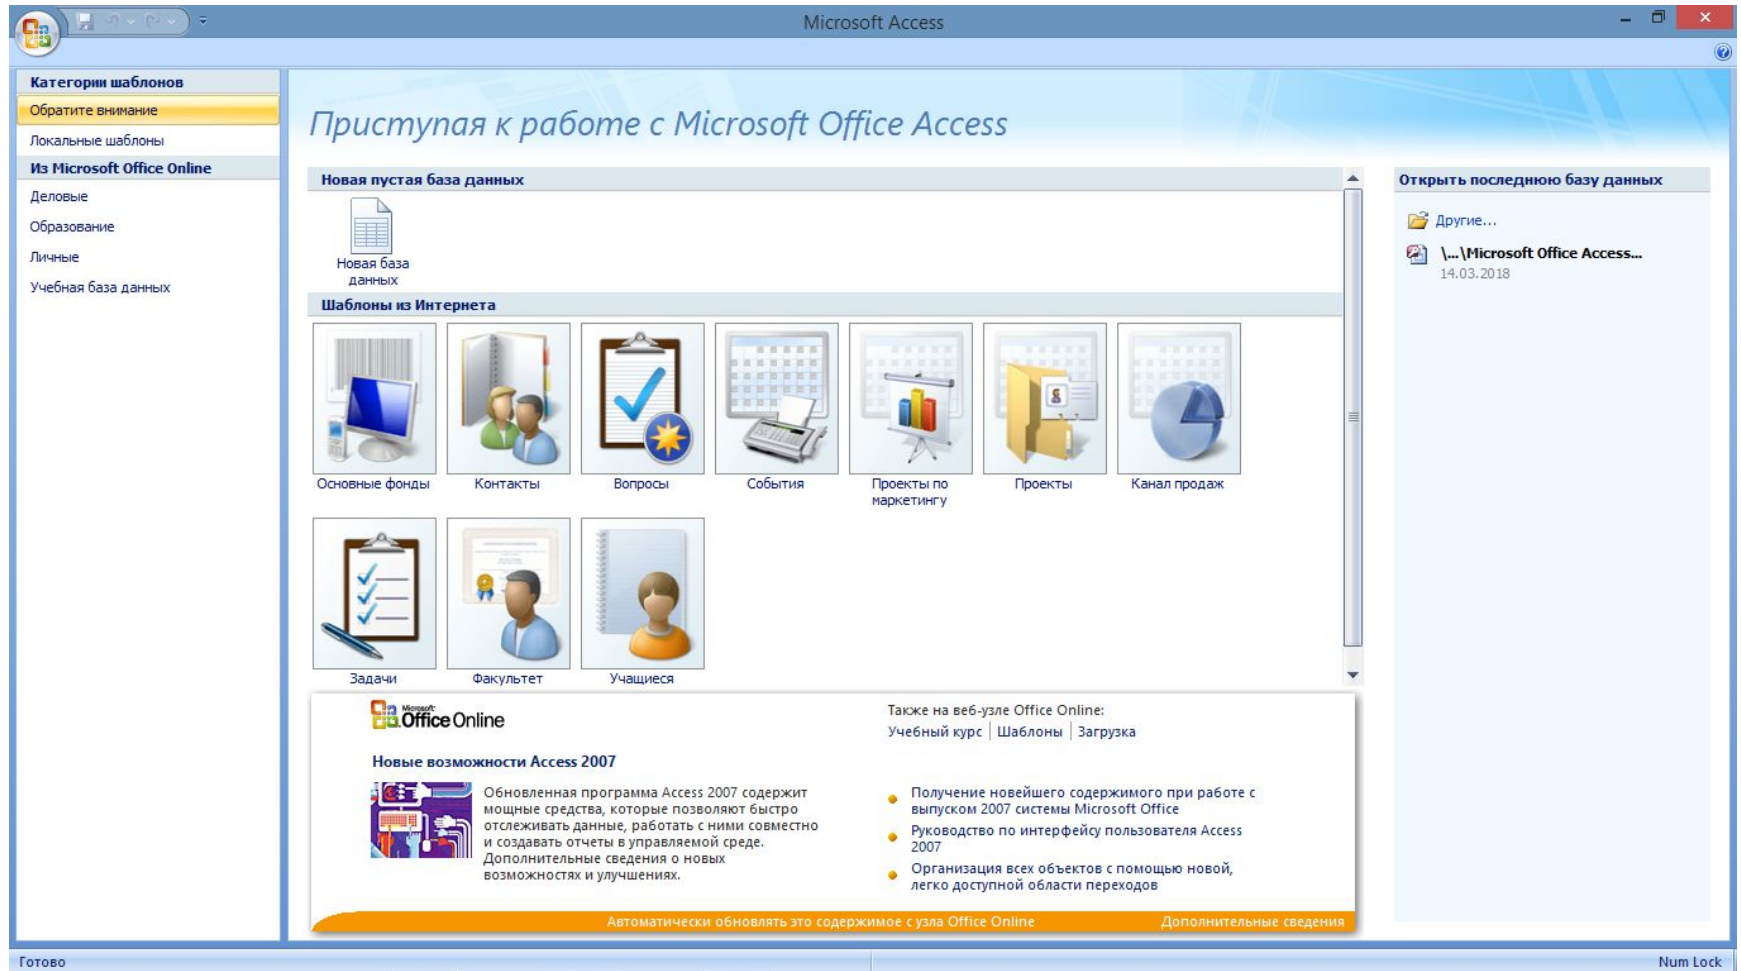 Microsoft Access
Категории шаблонов
Обратите внимание
Локальные шаблоны
Из Microsoft Office Online
Деловые
Образование
Личные
Учебная база данных
Приступая к работе с Microsoft Office Access
Новая пустая база данных
Новая база
данных
Шаблоны из Интернета
Основные фонды
Контакты
Вопросы
События
Проекты по
маркетингу
Проекты
Канал продаж
Задачи
Факультет
Учащиеся
Microsoft
Office Online
Новые возможности Access 2007
Обновленная программа Access 2007 содержит
мощные средства, которые позволяют быстро
отслеживать данные, работать с ними совместно
и создавать отчеты в управляемой среде.
Дополнительные сведения о новых
возможностях и улучшениях.
Также на веб-узле Office Online:
Учебный курс | Шаблоны | Загрузка
Получение новейшего содержимого при работе с
выпуском 2007 системы Microsoft Office
Руководство по интерфейсу пользователя Access
2007
Организация всех объектов с помощью новой,
легко доступной области переходов
Автоматически обновлять это содержимое с узла Office Online
Дополнительные сведения
Открыть последнюю базу данных
Другие...
\...\Microsoft Office Access...
14.03.2018
Готово
Num Lock